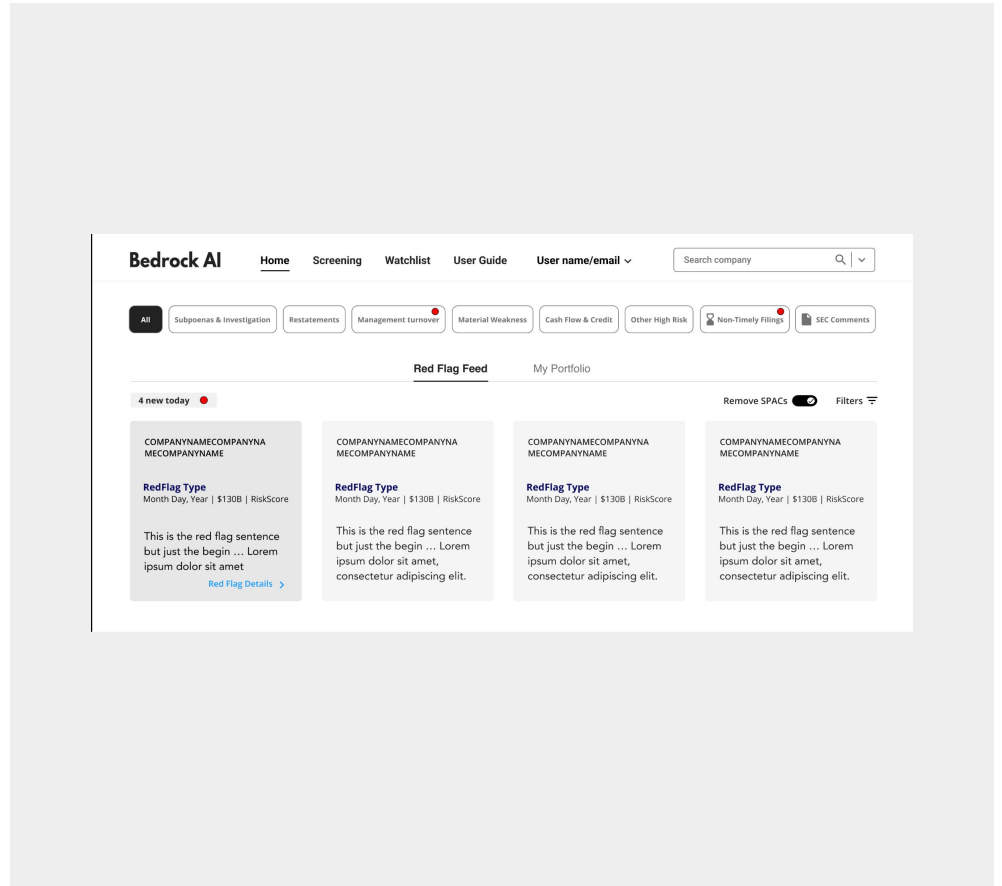 Bedrock AI
Home Screening Watchlist User Guide User name/email
Search company
All Subpoenas & Investigation Restatements Management turnover Material Weakness Cash Flow & Credit Other High Risk Non-Timely Filings SEC Comments
Red Flag Feed My Portfolio
4 new today
Remove SPACs Filters
COMPANYNAMECOMPANYNA
MECOMPANYNAME
RedFlag Type
Month Day, Year | $130B | RiskScore
This is the red flag sentence
but just the begin … Lorem
ipsum dolor sit amet
Red Flag Details
COMPANYNAMECOMPANYNA
MECOMPANYNAME
RedFlag Type
Month Day, Year | $130B | RiskScore
This is the red flag sentence
but just the begin … Lorem
ipsum dolor sit amet,
consectetur adipiscing elit.
COMPANYNAMECOMPANYNA
MECOMPANYNAME
RedFlag Type
Month Day, Year | $130B | RiskScore
This is the red flag sentence
but just the begin … Lorem
ipsum dolor sit amet,
consectetur adipiscing elit.
COMPANYNAMECOMPANYNA
MECOMPANYNAME
RedFlag Type
Month Day, Year | $130B | RiskScore
This is the red flag sentence
but just the begin … Lorem
ipsum dolor sit amet,
consectetur adipiscing elit.